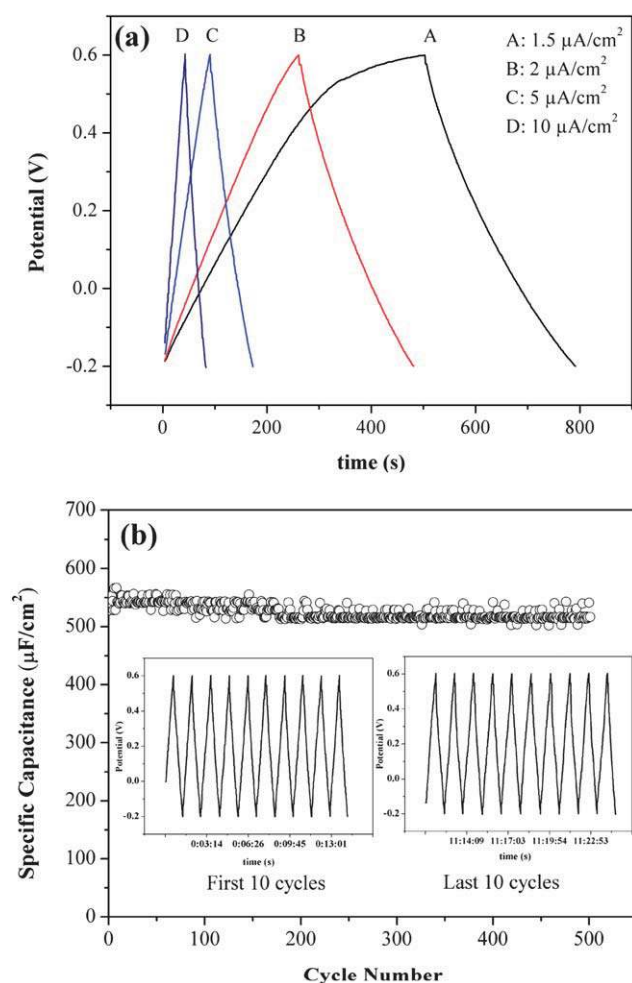 (a)
D C B A
A: 1.5 µA/cm²
B: 2 µA/cm²
C: 5 µA/cm²
D: 10 µA/cm²
0.6
0.4
0.2
0.0
-0.2
Potential (V)
0 200 400 600 800
time (s)
(b)
700
600
500
400
300
200
100
0
Specific Capacitance (µF/cm²)
0.6
0.4
0.2
0.0
-0.2
Potential (V)
0:03:14 0:06:26 0:09:45 0:13:01
time (s)
First 10 cycles
0.6
0.4
0.2
0.0
-0.2
Potential (V)
11:14:09 11:17:03 11:19:54 11:22:53
time (s)
Last 10 cycles
0 100 200 300 400 500
Cycle Number